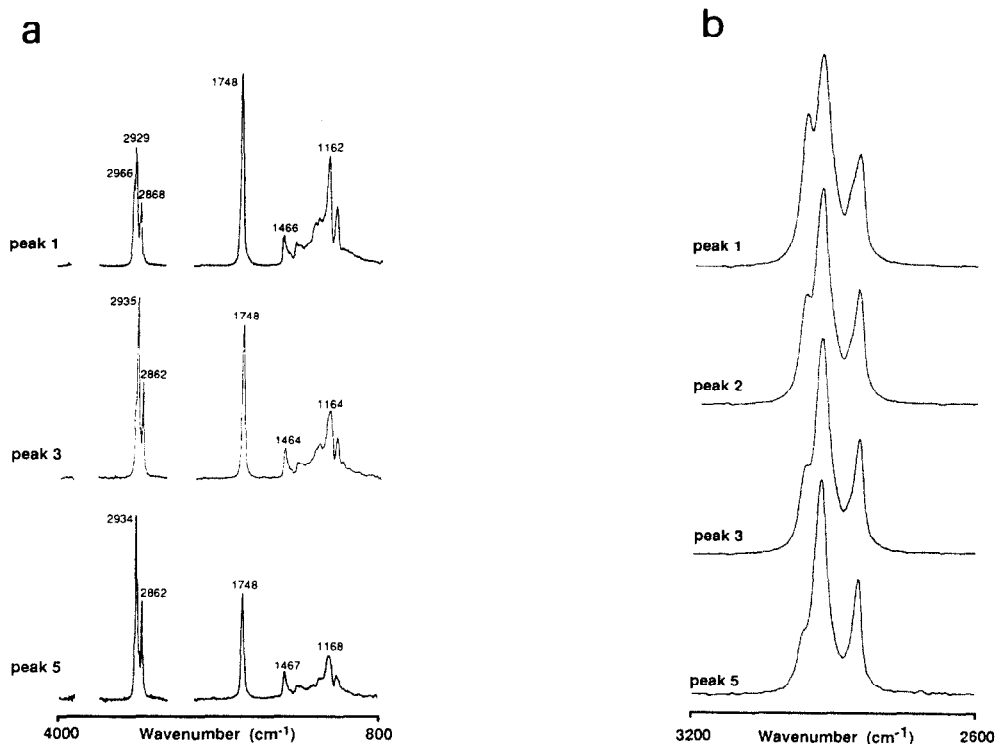 a
1748
2929
2966
2868
1162
1466
peak 1
2935
2862
1748
1164
1464
peak 3
2934
2862
1748
1467
1168
peak 5
4000 Wavenumber (cm⁻¹) 800
b
peak 1
peak 2
peak 3
peak 5
3200 Wavenumber (cm⁻¹) 2600